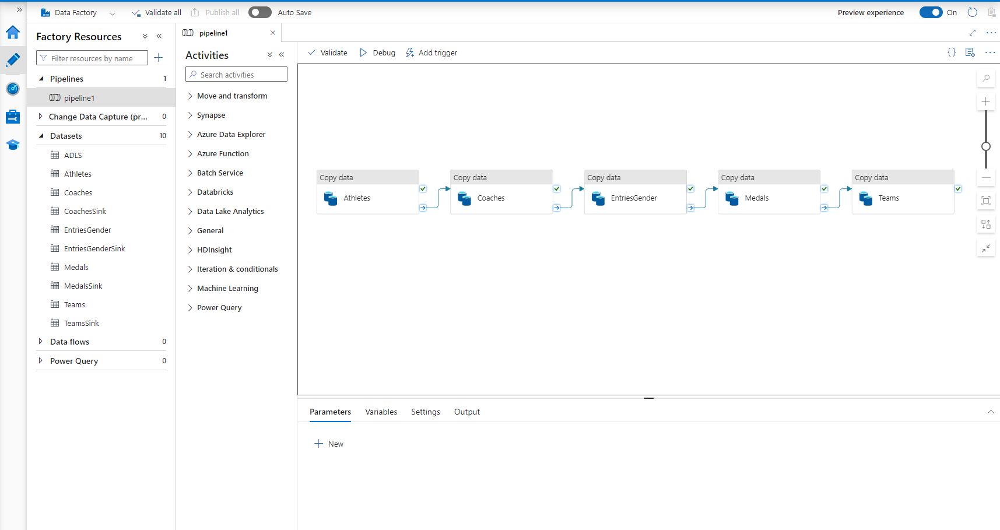 Data Factory
Validate all
Publish all
Auto Save
Preview experience
On
Factory Resources
Filter resources by name
Pipelines 1
pipeline1
Change Data Capture (pr... 0
Datasets 10
ADLS
Athletes
Coaches
CoachesSink
EntriesGender
EntriesGenderSink
Medals
MedalsSink
Teams
TeamsSink
Data flows 0
Power Query 0
pipeline1
Activities
Search activities
Move and transform
Synapse
Azure Data Explorer
Azure Function
Batch Service
Databricks
Data Lake Analytics
General
HDInsight
Iteration & conditionals
Machine Learning
Power Query
Validate
Debug
Add trigger
{}
Copy data
Athletes
Copy data
Coaches
Copy data
EntriesGender
Copy data
Medals
Copy data
Teams
Parameters
Variables
Settings
Output
New